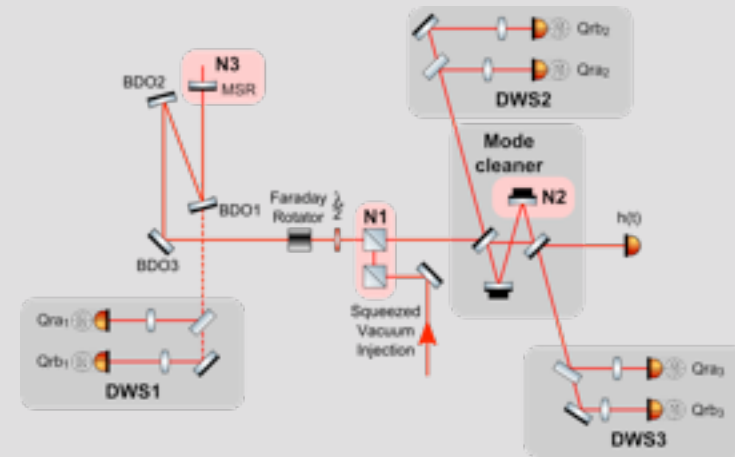 Qrb₂
N3
BDO2
MSR
Qra₂
DWS2
Mode
cleaner
Faraday
Rotator
λ/2
N1
N2
BDO1
h(t)
BDO3
Squeezed
Vacuum
Injection
Qra₁
Qrb₁
DWS1
Qra₃
Qrb₃
DWS3